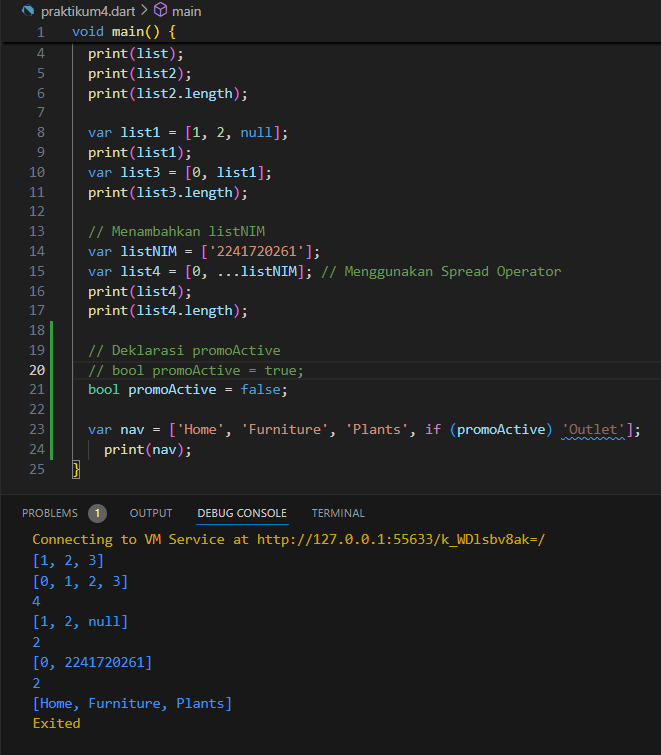 praktikum4.dart > main
1 void main() {
4 print(list);
5 print(list2);
6 print(list2.length);
7
8 var list1 = [1, 2, null];
9 print(list1);
10 var list3 = [0, list1];
11 print(list3.length);
12
13 // Menambahkan listNIM
14 var listNIM = ['2241720261'];
15 var list4 = [0, ...listNIM]; // Menggunakan Spread Operator
16 print(list4);
17 print(list4.length);
18
19 // Deklarasi promoActive
20 // bool promoActive = true;
21 bool promoActive = false;
22
23 var nav = ['Home', 'Furniture', 'Plants', if (promoActive) 'Outlet'];
24 print(nav);
25 }
PROBLEMS 1 OUTPUT DEBUG CONSOLE TERMINAL
Connecting to VM Service at http://127.0.0.1:55633/k_WDlsbv8ak=/
[1, 2, 3]
[0, 1, 2, 3]
4
[1, 2, null]
2
[0, 2241720261]
2
[Home, Furniture, Plants]
Exited